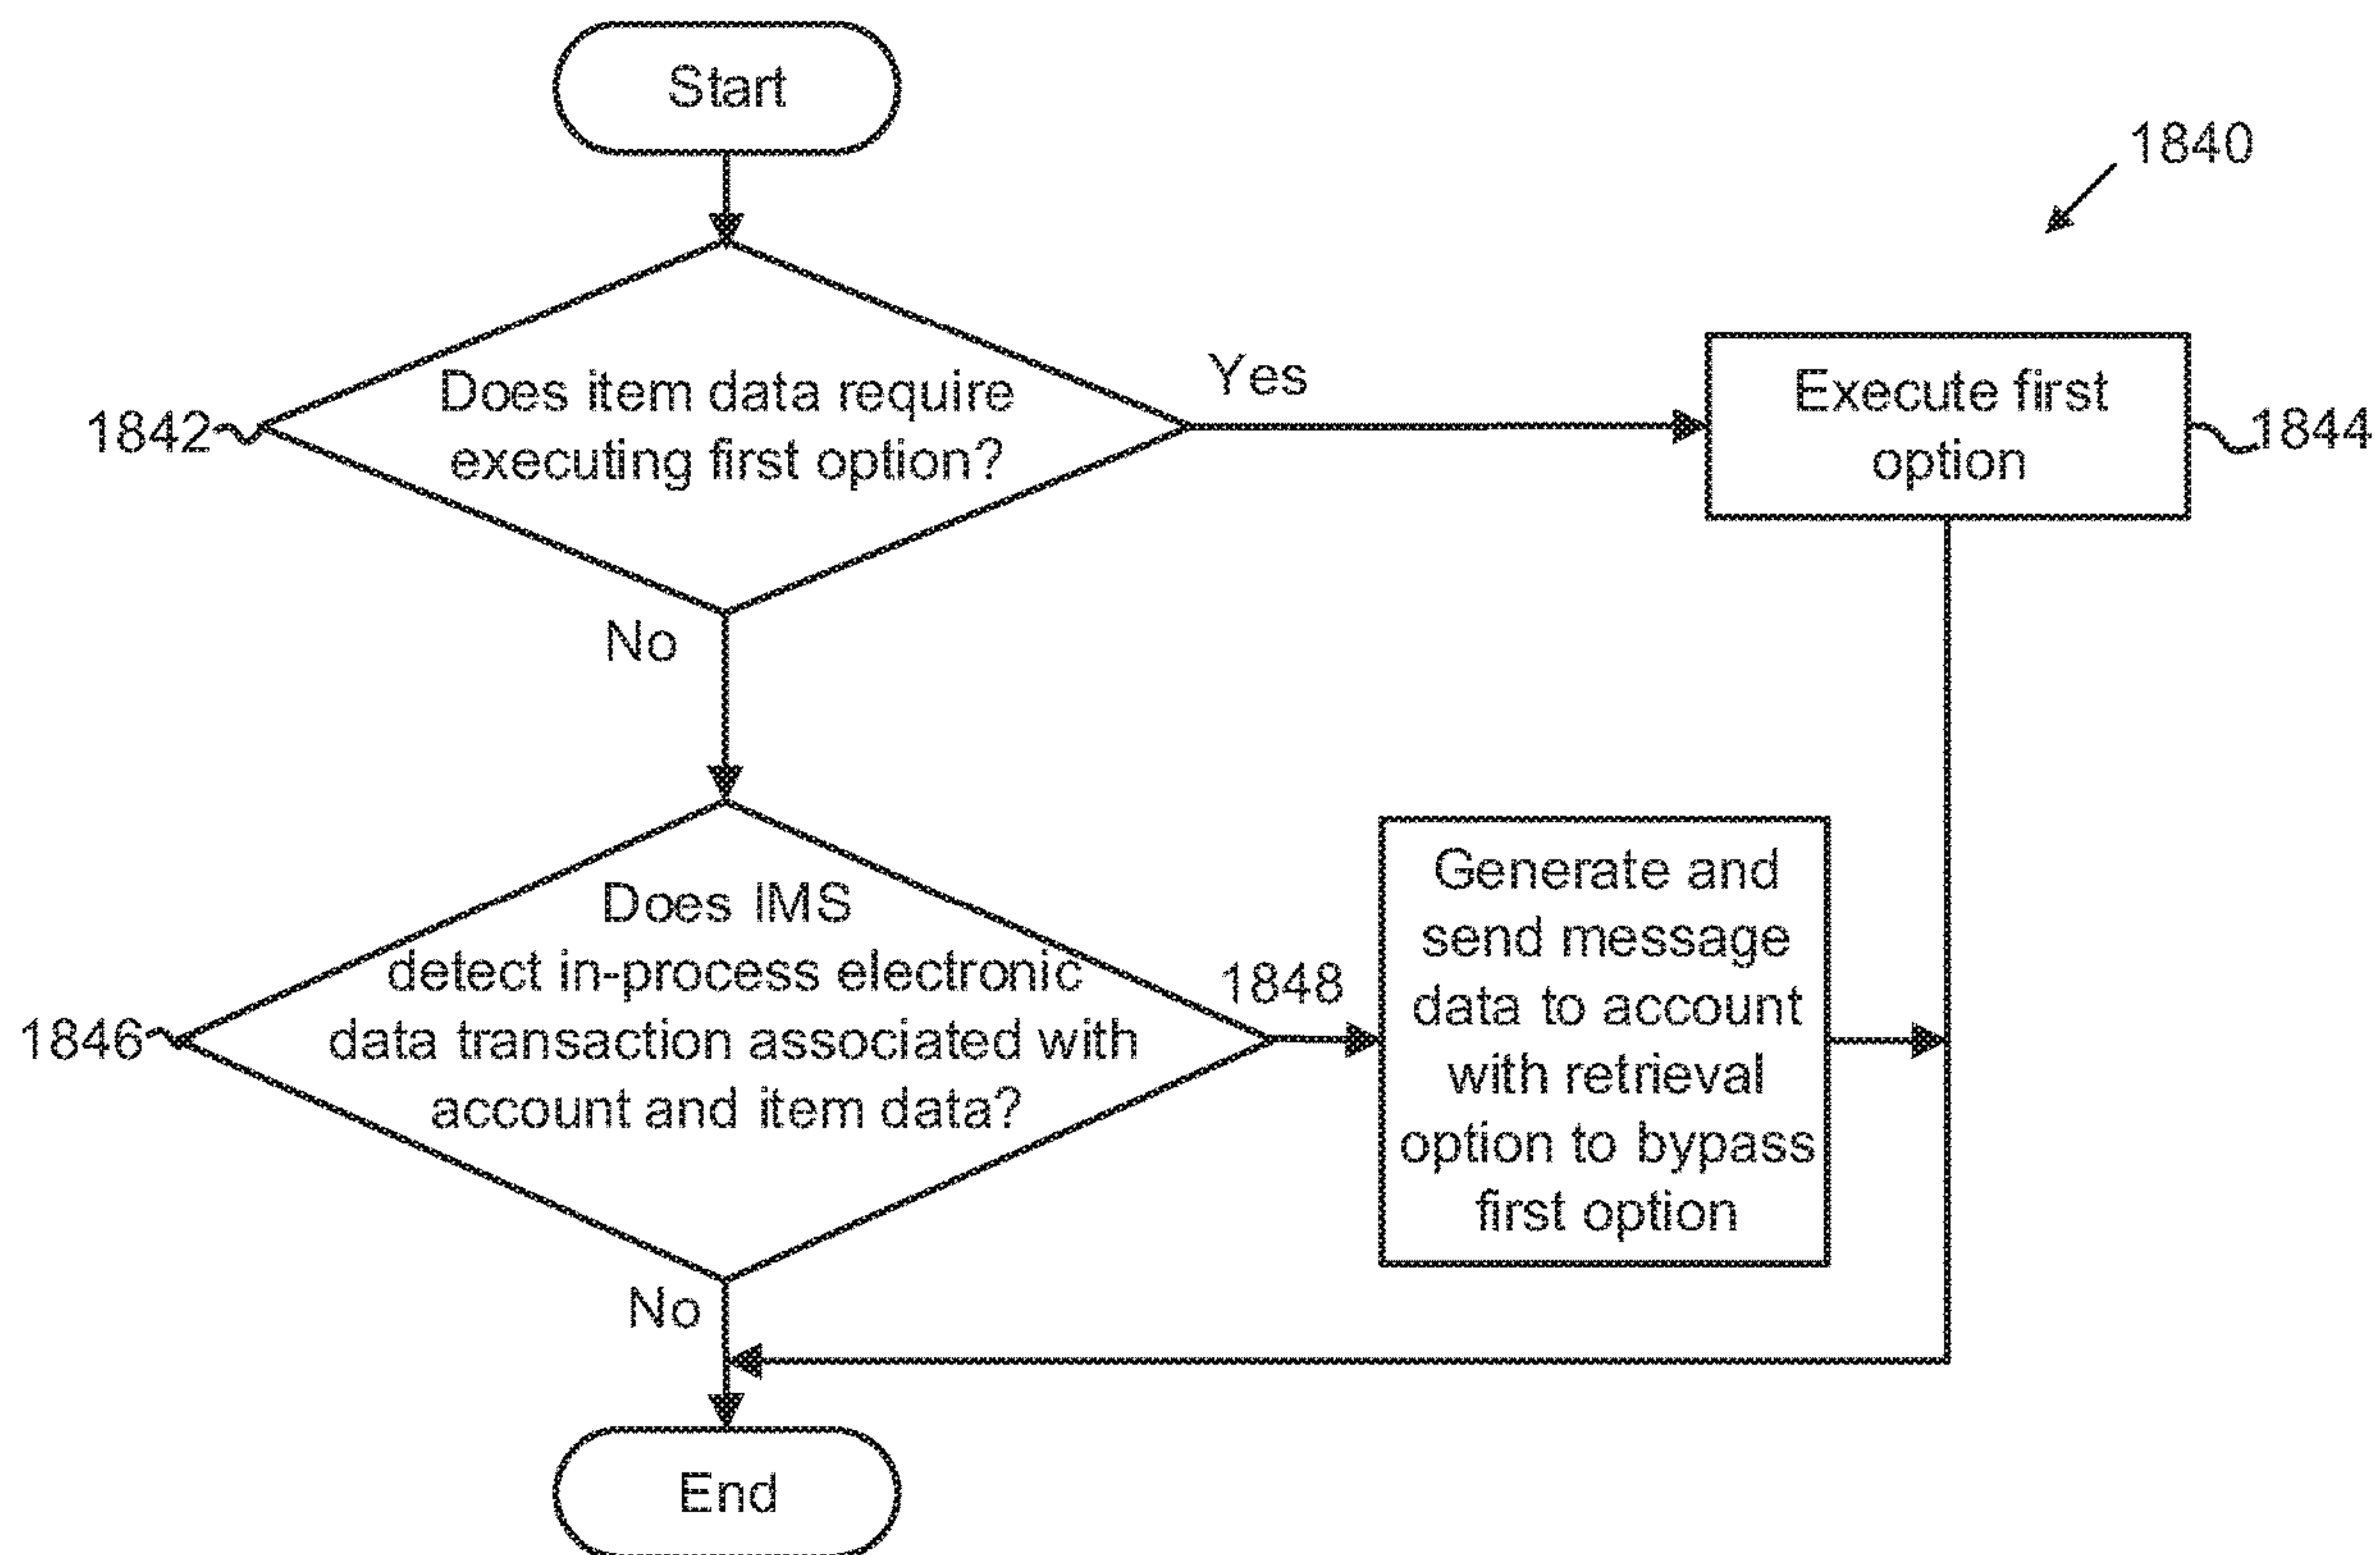 Start
1840
Does item data require
executing first option?
1842
Yes
Execute first
option
1844
No
Does IMS
detect in-process electronic
data transaction associated with
account and item data?
1846
1848
Generate and
send message
data to account
with retrieval
option to bypass
first option
No
End